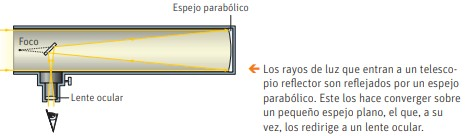 Espejo parabólico
Foco
Lente ocular
Los rayos de luz que entran a un telesco-
pio reflector son reflejados por un espejo
parabólico. Este los hace converger sobre
un pequeño espejo plano, el que, a su
vez, los redirige a un lente ocular.